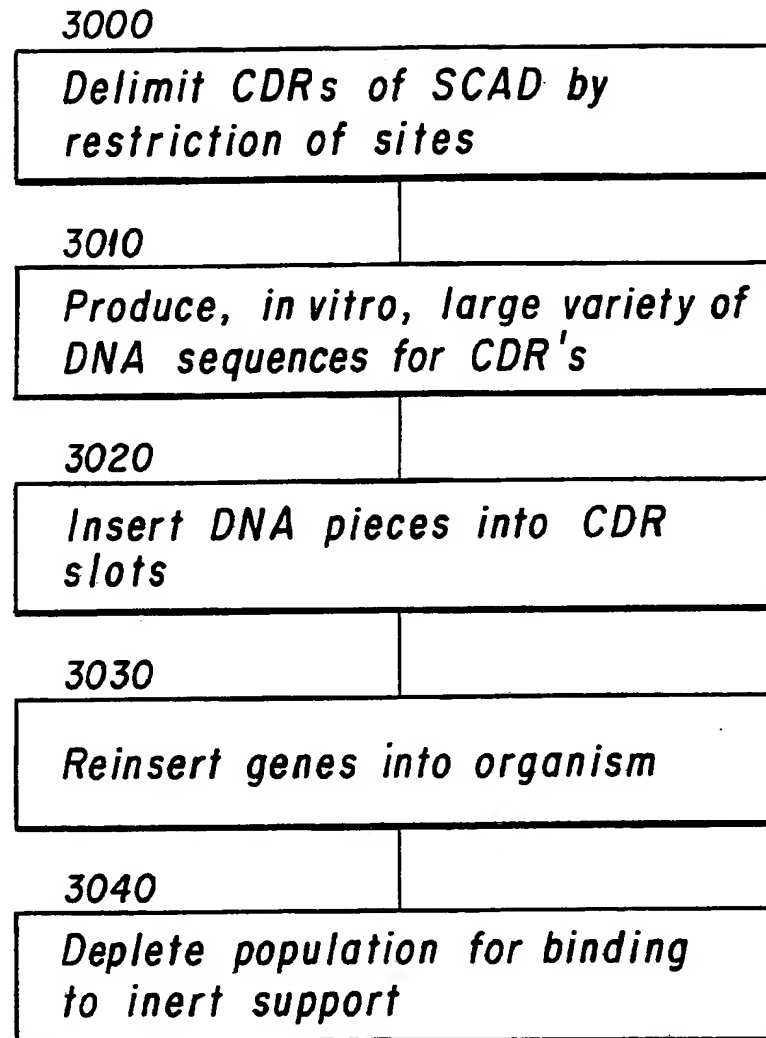 3000
Delimit CDRs of SCAD by
restriction of sites
3010
Produce, in vitro, large variety of
DNA sequences for CDR's
3020
Insert DNA pieces into CDR
slots
3030
Reinsert genes into organism
3040
Deplete population for binding
to inert support